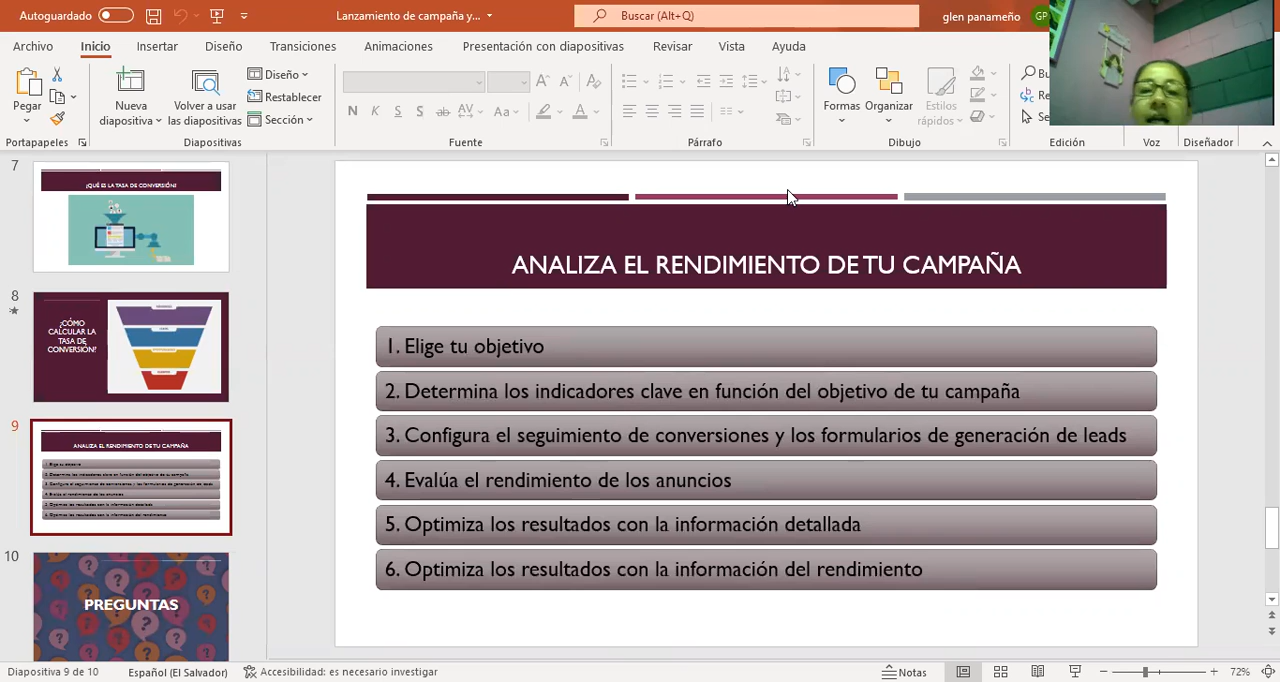 Autoguardado
Lanzamiento de campaña y...
Buscar (Alt+Q)
glen panameño
GP
Archivo
Inicio
Insertar
Diseño
Transiciones
Animaciones
Presentación con diapositivas
Revisar
Vista
Ayuda
Pegar
Nueva diapositiva
Volver a usar las diapositivas
Diseño
Restablecer
Sección
N K S S ab AV Aa A
Formas
Organizar
Estilos rápidos
Bu
Re
Se
Portapapeles
Diapositivas
Fuente
Párrafo
Dibujo
Edición
Voz
Diseñador
7
¿QUÉ ES LA TASA DE CONVERSIÓN?
8
¿CÓMO
CALCULAR LA
TASA DE
CONVERSIÓN?
9
ANALIZA EL RENDIMIENTO DE TU CAMPAÑA
10
PREGUNTAS
ANALIZA EL RENDIMIENTO DE TU CAMPAÑA
1. Elige tu objetivo
2. Determina los indicadores clave en función del objetivo de tu campaña
3. Configura el seguimiento de conversiones y los formularios de generación de leads
4. Evalúa el rendimiento de los anuncios
5. Optimiza los resultados con la información detallada
6. Optimiza los resultados con la información del rendimiento
Diapositiva 9 de 10
Español (El Salvador)
Accesibilidad: es necesario investigar
Notas
72%